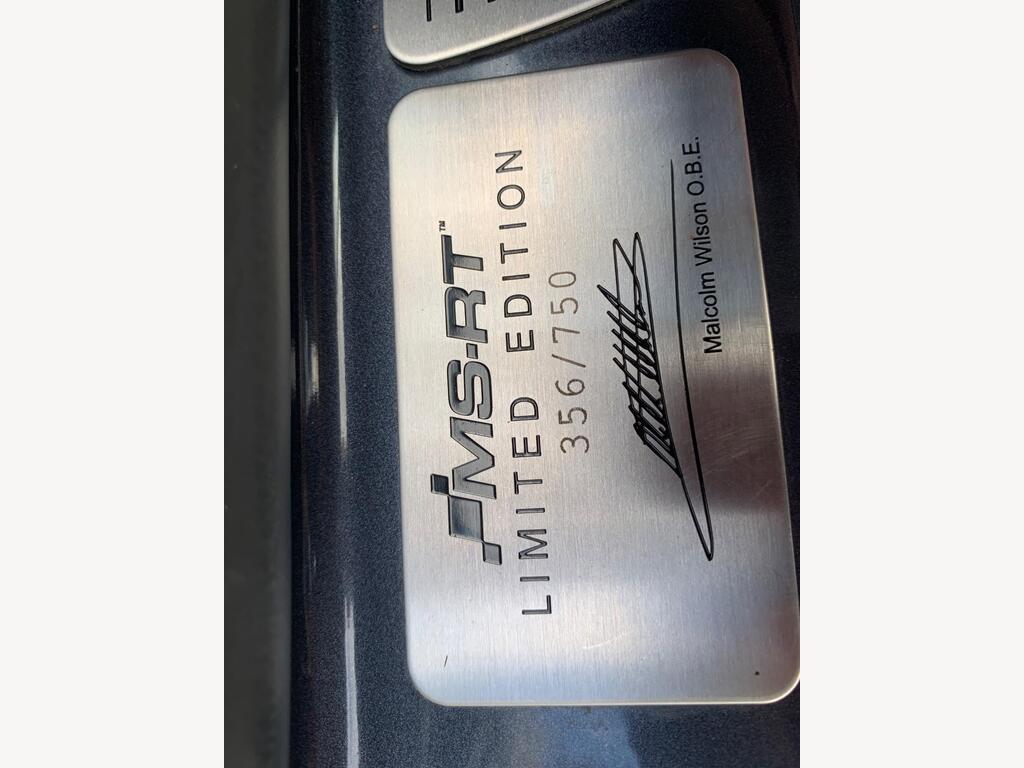 MS-RT™
LIMITED EDITION
356/750
Malcolm Wilson O.B.E.